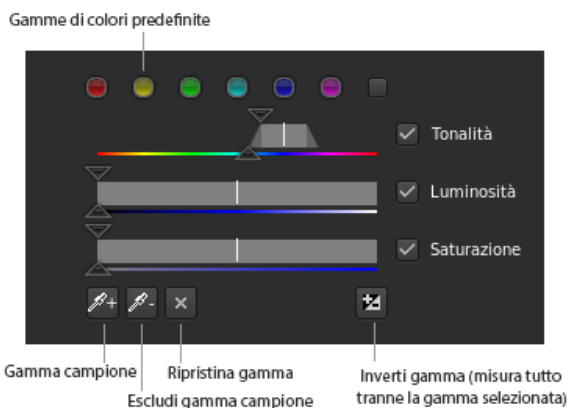 Gamme di colori predefinite
Tonalità
Luminosità
Saturazione
Gamma campione
Ripristina gamma
Escludi gamma campione
Inverti gamma (misura tutto
tranne la gamma selezionata)